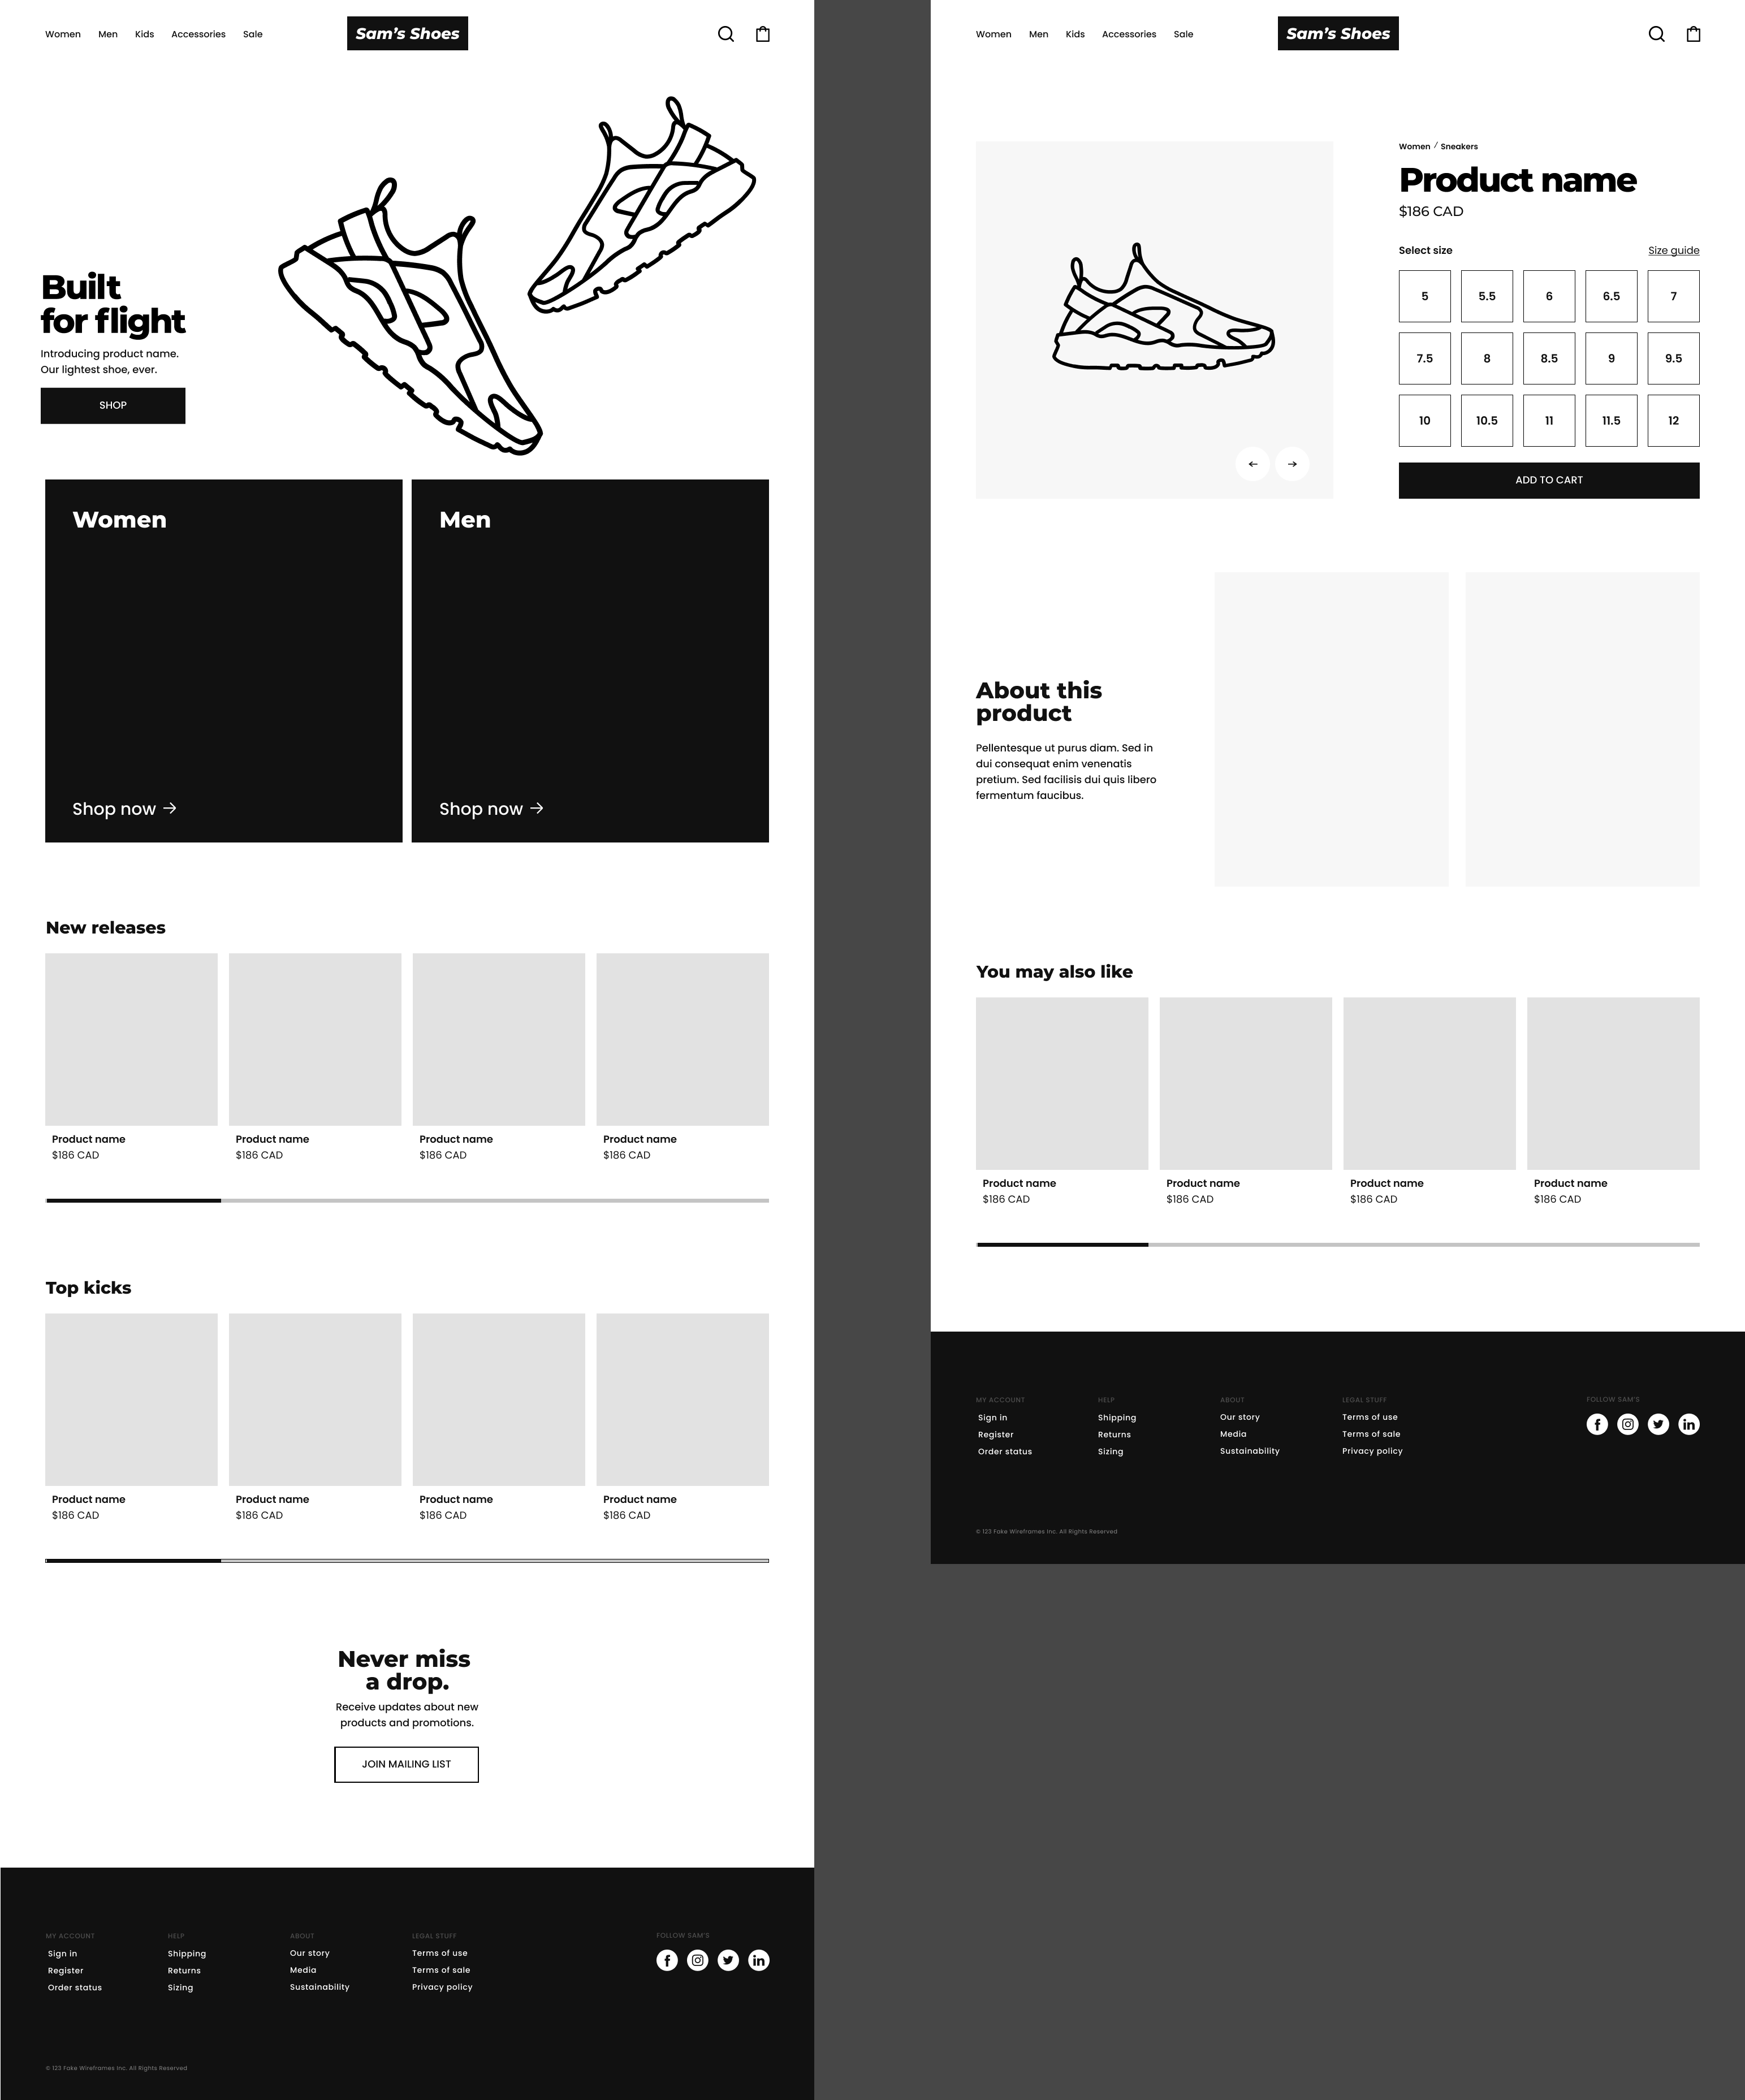 Women Men Kids Accessories Sale
Sam's Shoes
Built
for flight
Introducing product name.
Our lightest shoe, ever.
SHOP
Women
Shop now →
Men
Shop now →
New releases
Product name
$186 CAD
Product name
$186 CAD
Product name
$186 CAD
Product name
$186 CAD
Top kicks
Product name
$186 CAD
Product name
$186 CAD
Product name
$186 CAD
Product name
$186 CAD
Never miss
a drop.
Receive updates about new
products and promotions.
JOIN MAILING LIST
MY ACCOUNT
Sign in
Register
Order status
HELP
Shipping
Returns
Sizing
ABOUT
Our story
Media
Sustainability
LEGAL STUFF
Terms of use
Terms of sale
Privacy policy
FOLLOW SAM'S
© 123 Fake Wireframes Inc. All Rights Reserved
Women Men Kids Accessories Sale
Sam's Shoes
Women / Sneakers
Product name
$186 CAD
Select size
Size guide
5 5.5 6 6.5 7
7.5 8 8.5 9 9.5
10 10.5 11 11.5 12
ADD TO CART
About this
product
Pellentesque ut purus diam. Sed in
dui consequat enim venenatis
pretium. Sed facilisis dui quis libero
fermentum faucibus.
You may also like
Product name
$186 CAD
Product name
$186 CAD
Product name
$186 CAD
Product name
$186 CAD
MY ACCOUNT
Sign in
Register
Order status
HELP
Shipping
Returns
Sizing
ABOUT
Our story
Media
Sustainability
LEGAL STUFF
Terms of use
Terms of sale
Privacy policy
FOLLOW SAM'S
© 123 Fake Wireframes Inc. All Rights Reserved